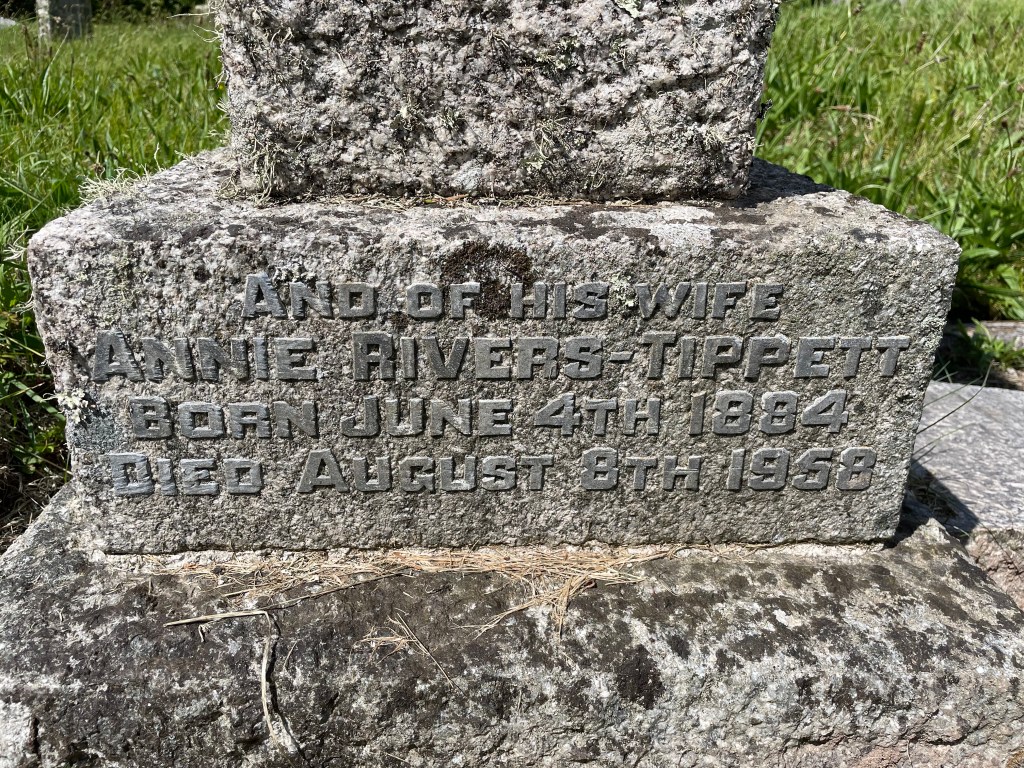 AND OF HIS WIFE
ANNIE RIVERS-TIPPETT
BORN JUNE 4TH 1884
DIED AUGUST 8TH 1958